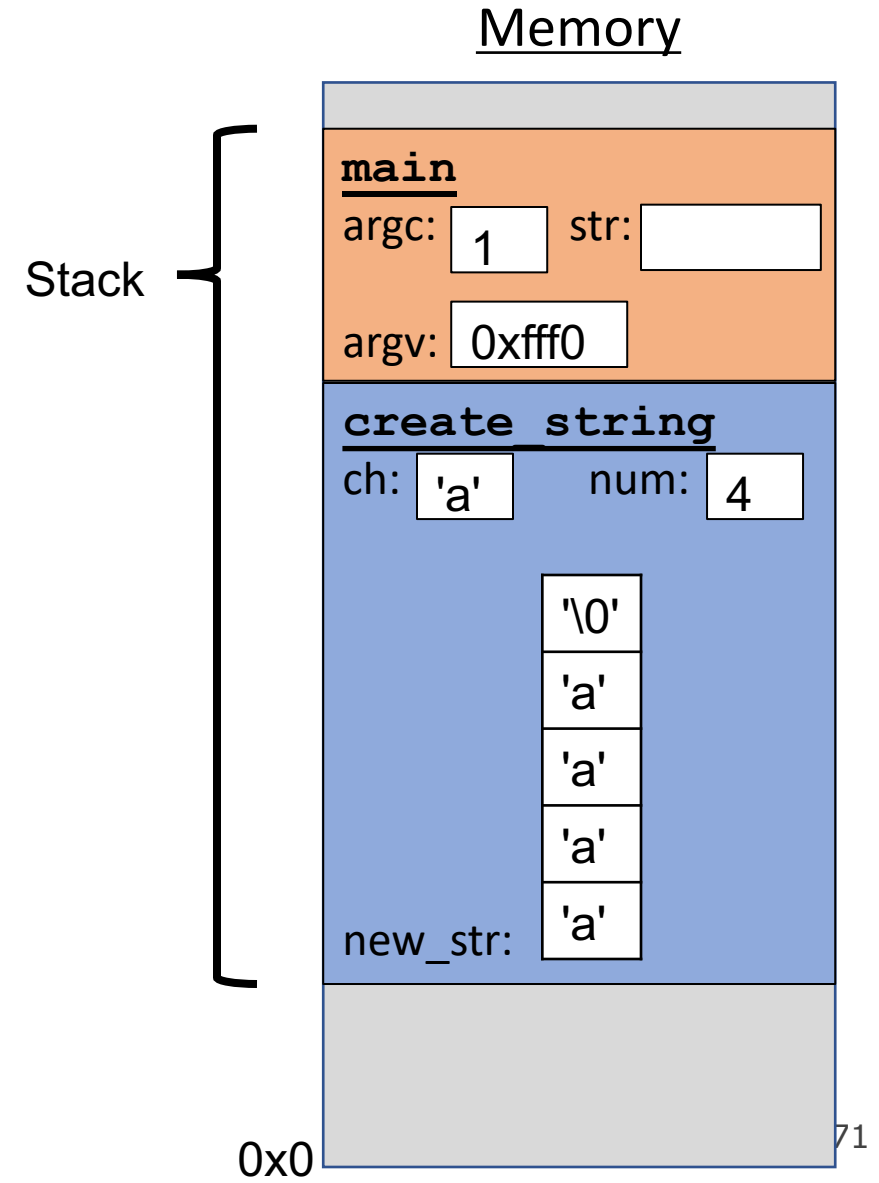 Memory
main
argc: 1 str:
Stack
argv: 0xfff0
create_string
ch: 'a' num: 4
'\0'
'a'
'a'
'a'
new_str: 'a'
0x0
71